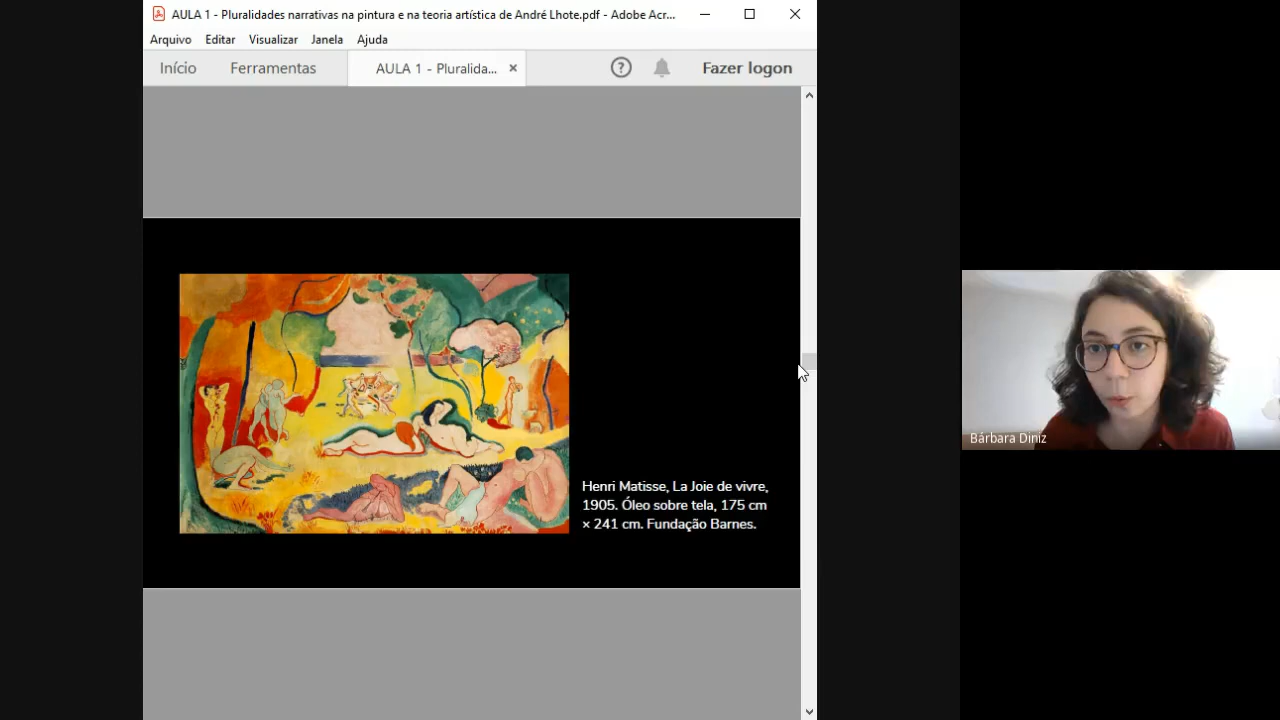 AULA 1 - Pluralidades narrativas na pintura e na teoria artística de André Lhote.pdf - Adobe Acr...
Arquivo Editar Visualizar Janela Ajuda
Início Ferramentas AULA 1 - Pluralida... × ? Fazer logon
Henri Matisse, La Joie de vivre,
1905. Óleo sobre tela, 175 cm
× 241 cm. Fundação Barnes.
Bárbara Diniz